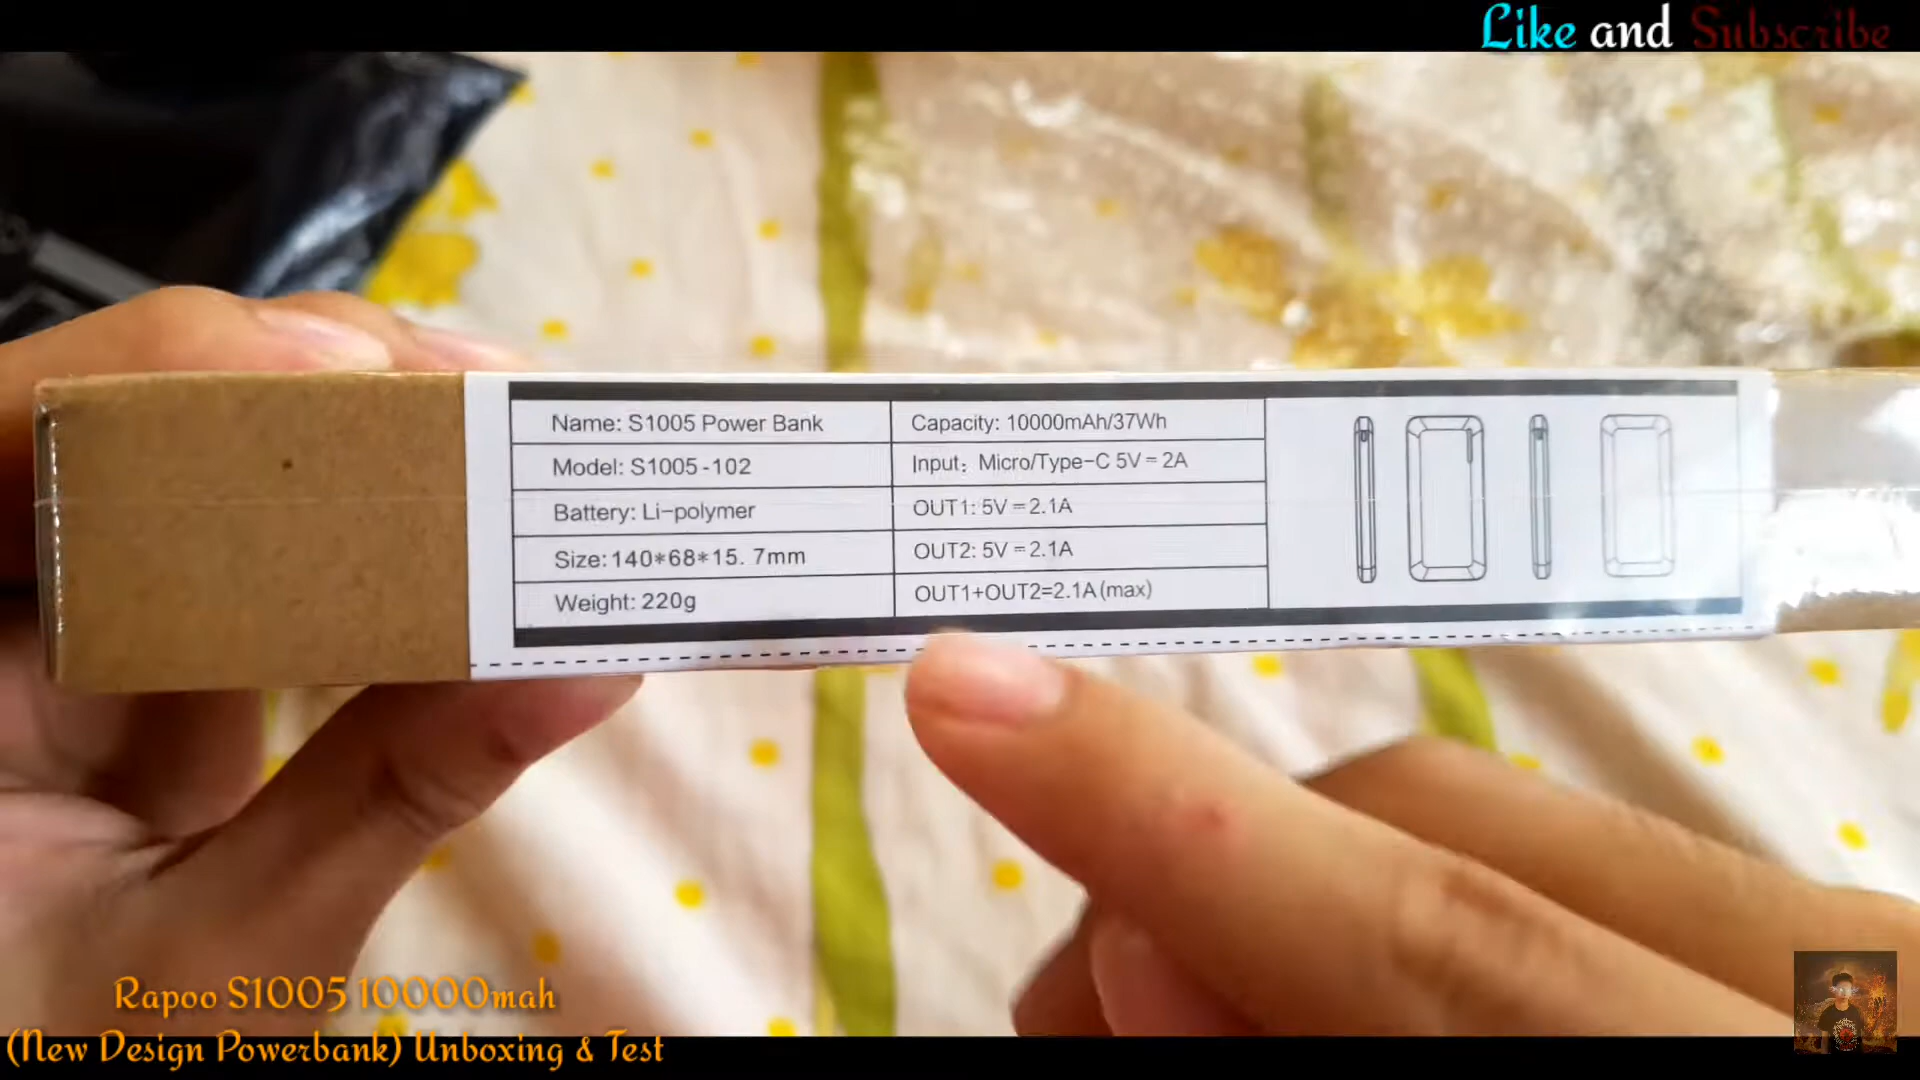 Like and Subscribe
Name: S1005 Power Bank
Model: S1005-102
Battery: Li-polymer
Size:140*68*15. 7mm
Weight: 220g
Capacity: 10000mAh/37Wh
Input: Micro/Type-C 5V=2A
OUT1: 5V=2.1A
OUT2: 5V=2.1A
OUT1+OUT2=2.1A(max)
Rapoo S1005 10000mah
(New Design Powerbank) Unboxing & Test